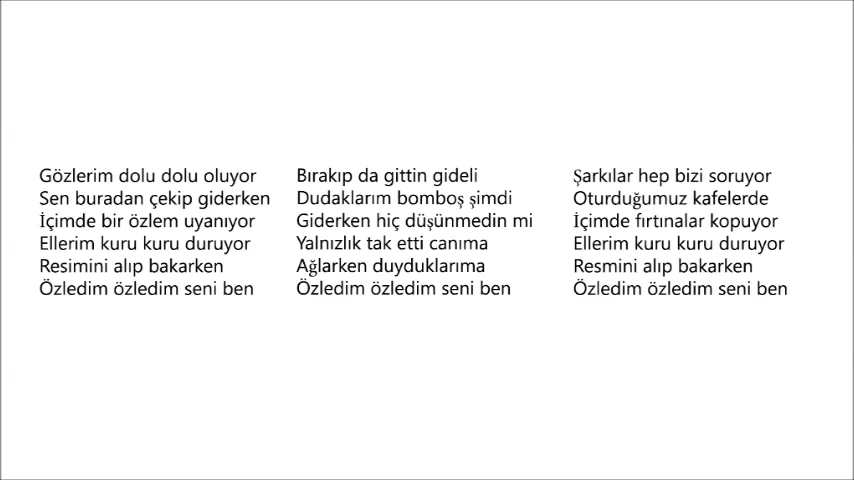 Gözlerim dolu dolu oluyor
Sen buradan çekip giderken
İçimde bir özlem uyanıyor
Ellerim kuru kuru duruyor
Resimini alıp bakarken
Özledim özledim seni ben
Bırakıp da gittin gideli
Dudaklarım bomboş şimdi
Giderken hiç düşünmedin mi
Yalnızlık tak etti canıma
Ağlarken duyduklarıma
Özledim özledim seni ben
Şarkılar hep bizi soruyor
Oturduğumuz kafelerde
İçimde fırtınalar kopuyor
Ellerim kuru kuru duruyor
Resmini alıp bakarken
Özledim özledim seni ben